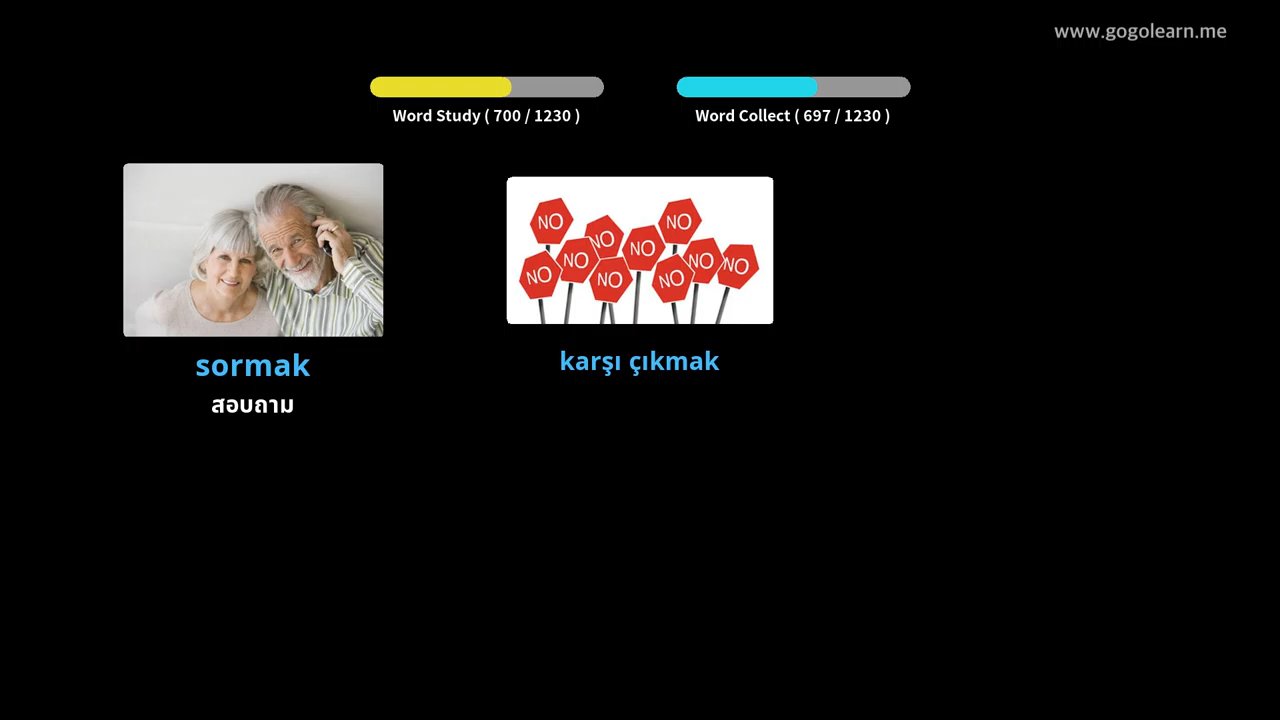 www.gogolearn.me
Word Study ( 700 / 1230 )
Word Collect ( 697 / 1230 )
NO
NO
NO
NO
NO
NO
NO
NO
NO
NO
sormak
สอบถาม
karşı çıkmak